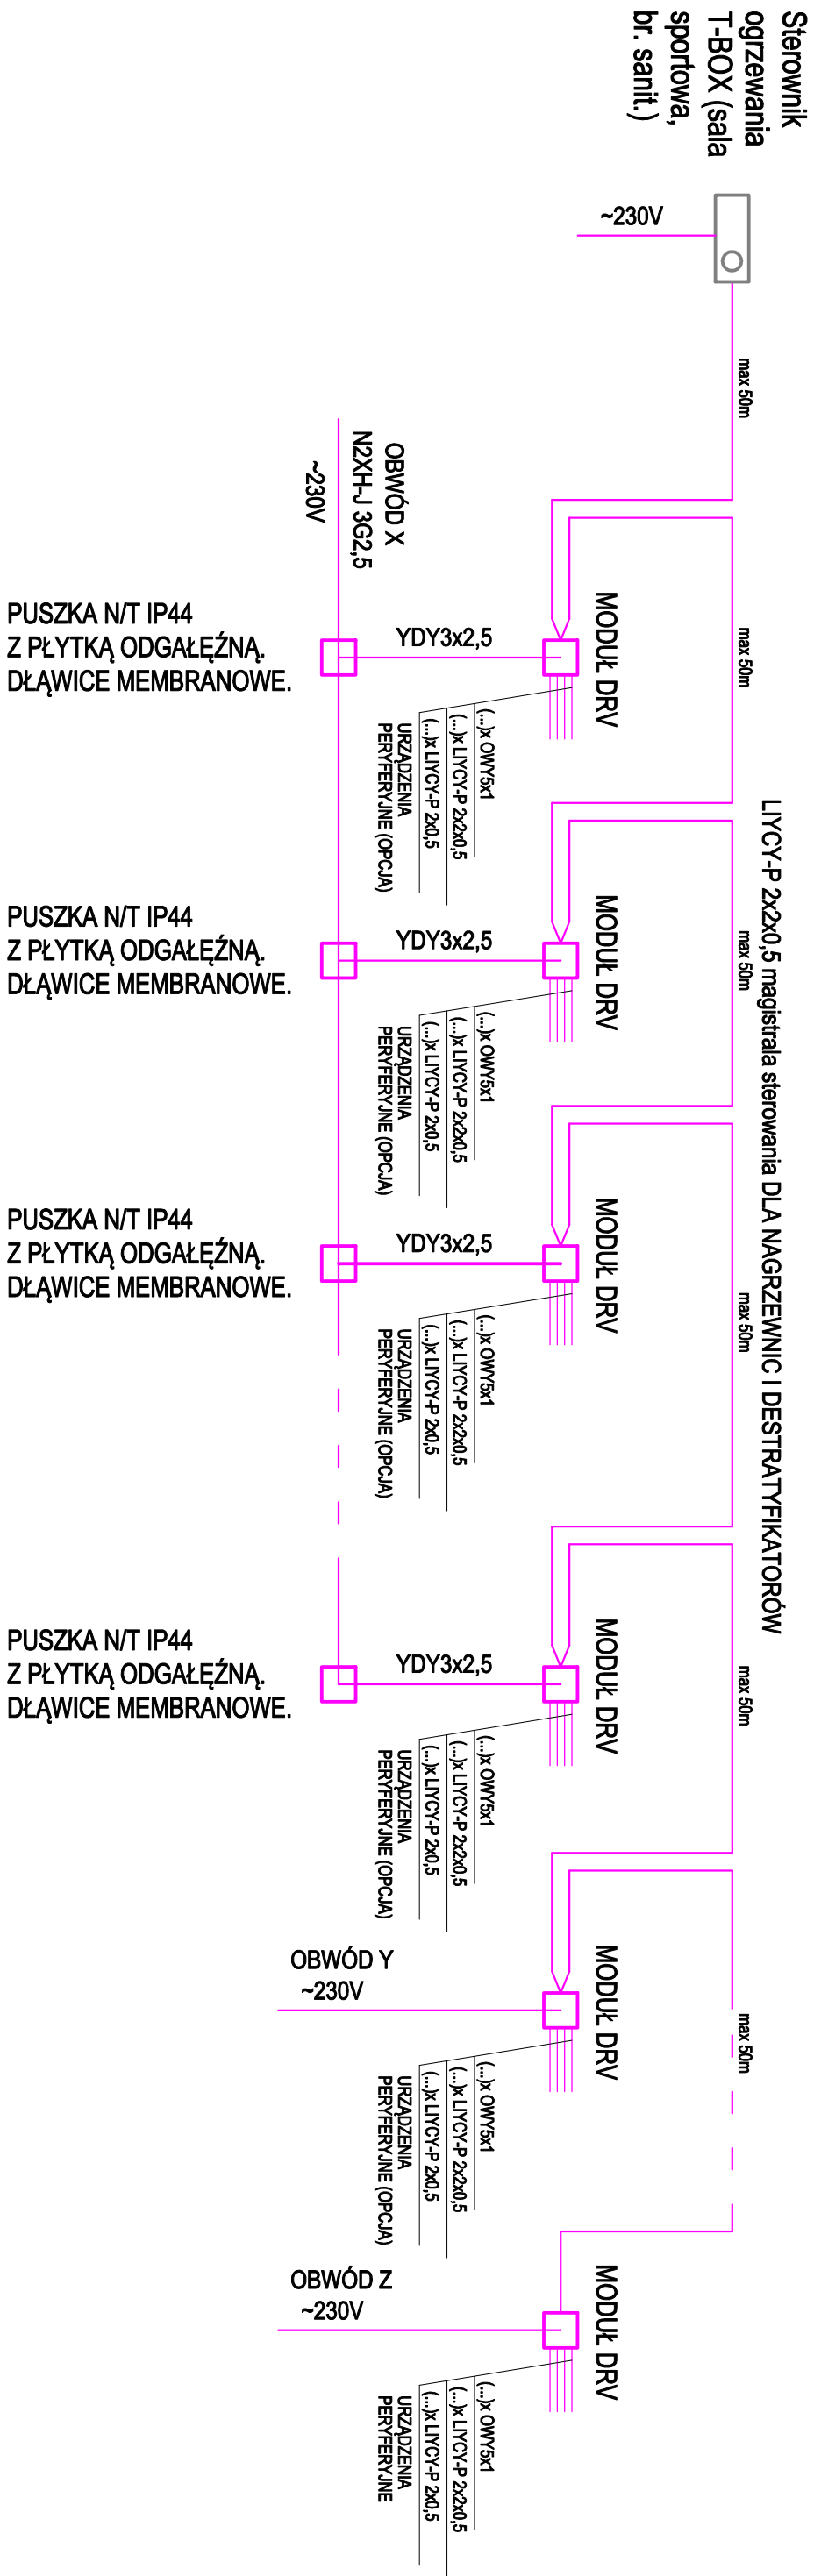 Sterownik
ogrzewania
T-BOX (sala
sportowa,
br. sanit.)
~230V
max 50m
max 50m
max 50m
max 50m
max 50m
max 50m
LIYCY-P 2x2x0,5 magistrala sterowania DLA NAGRZEWNIC I DESTRATYFIKATORÓW
OBWÓD X
N2XH-J 3G2,5
~230V
MODUŁ DRV
YDY3x2,5
(...)x OWY5x1
(...)x LIYCY-P 2x2x0,5
(...)x LIYCY-P 2x0,5
URZĄDZENIA
PERYFERYJNE (OPCJA)
PUSZKA N/T IP44
Z PŁYTKĄ ODGAŁĘŹNĄ.
DŁĄWICE MEMBRANOWE.
MODUŁ DRV
YDY3x2,5
(...)x OWY5x1
(...)x LIYCY-P 2x2x0,5
(...)x LIYCY-P 2x0,5
URZĄDZENIA
PERYFERYJNE (OPCJA)
PUSZKA N/T IP44
Z PŁYTKĄ ODGAŁĘŹNĄ.
DŁĄWICE MEMBRANOWE.
MODUŁ DRV
YDY3x2,5
(...)x OWY5x1
(...)x LIYCY-P 2x2x0,5
(...)x LIYCY-P 2x0,5
URZĄDZENIA
PERYFERYJNE (OPCJA)
PUSZKA N/T IP44
Z PŁYTKĄ ODGAŁĘŹNĄ.
DŁĄWICE MEMBRANOWE.
MODUŁ DRV
YDY3x2,5
(...)x OWY5x1
(...)x LIYCY-P 2x2x0,5
(...)x LIYCY-P 2x0,5
URZĄDZENIA
PERYFERYJNE (OPCJA)
PUSZKA N/T IP44
Z PŁYTKĄ ODGAŁĘŹNĄ.
DŁĄWICE MEMBRANOWE.
MODUŁ DRV
OBWÓD Y
~230V
(...)x OWY5x1
(...)x LIYCY-P 2x2x0,5
(...)x LIYCY-P 2x0,5
URZĄDZENIA
PERYFERYJNE (OPCJA)
MODUŁ DRV
OBWÓD Z
~230V
(...)x OWY5x1
(...)x LIYCY-P 2x2x0,5
(...)x LIYCY-P 2x0,5
URZĄDZENIA
PERYFERYJNE